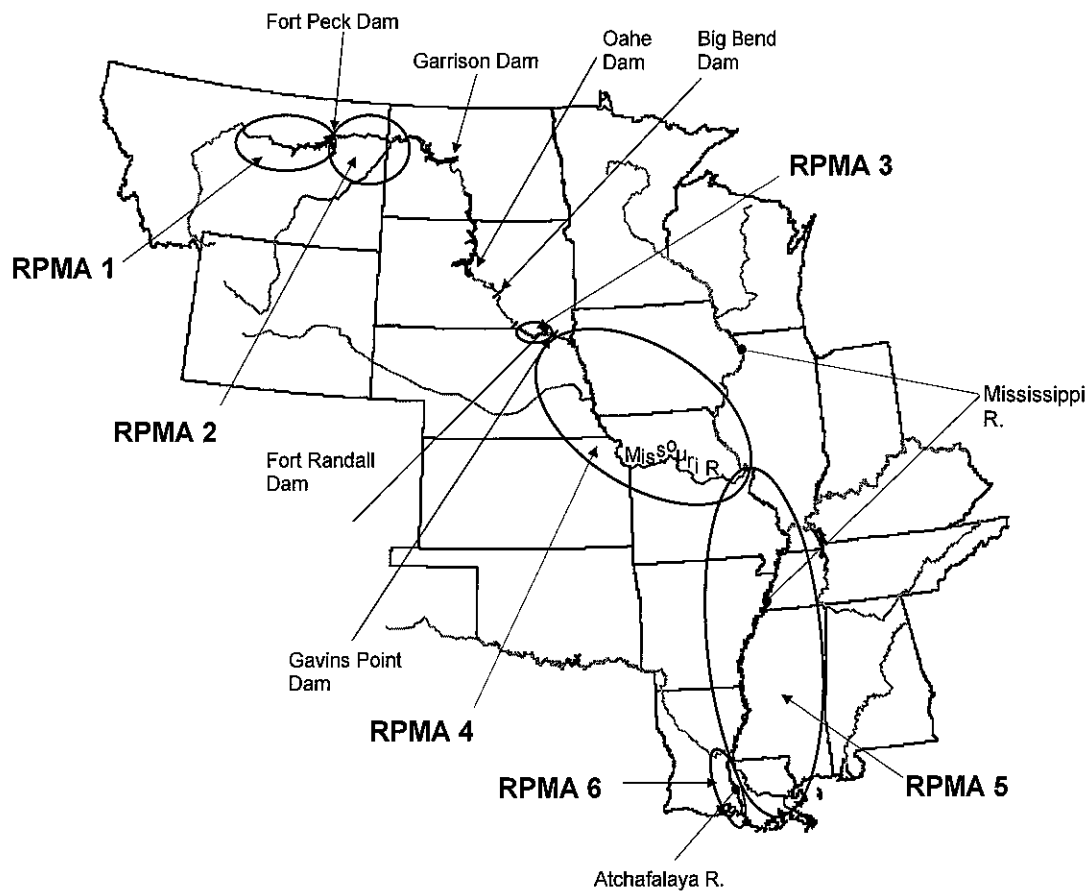 Fort Peck Dam
Garrison Dam
Oahe
Dam
Big Bend
Dam
RPMA 3
RPMA 1
RPMA 2
Mississippi
R.
Missouri R.
Fort Randall
Dam
Gavins Point
Dam
RPMA 4
RPMA 6
RPMA 5
Atchafalaya R.